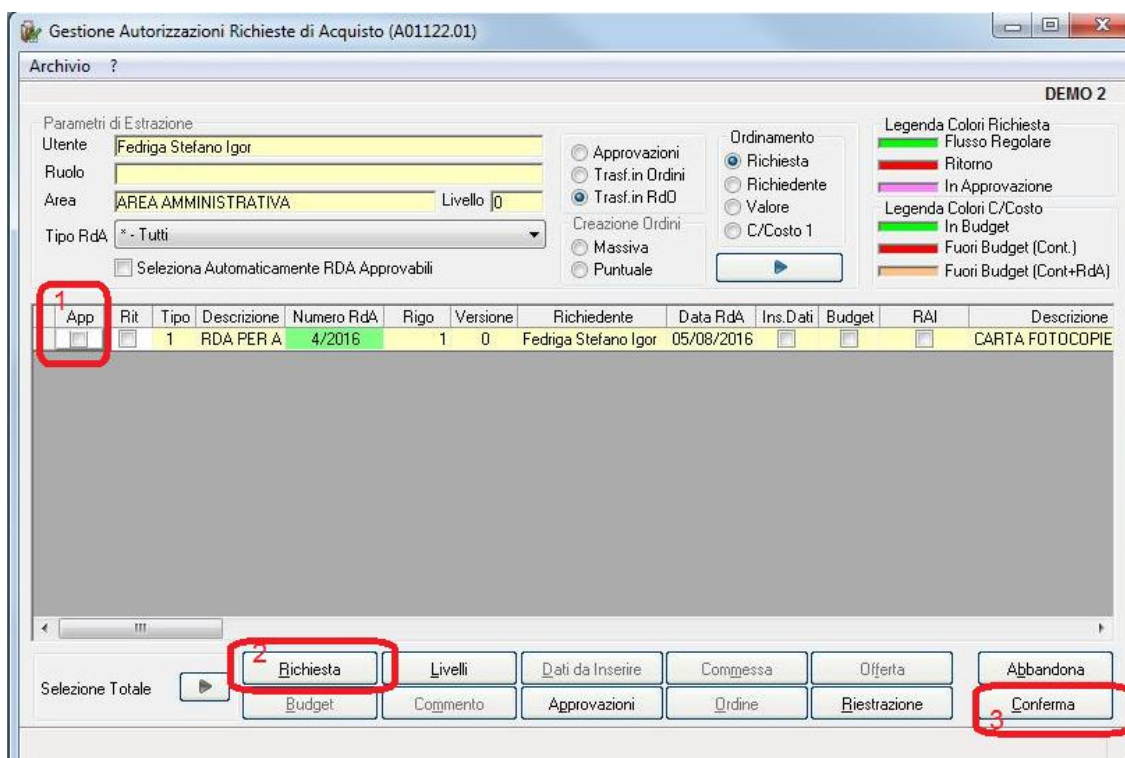 Gestione Autorizzazioni Richieste di Acquisto (A01122.01)
Archivio ?
DEMO 2
Parametri di Estrazione
Utente Fedriga Stefano Igor
Ruolo
Area AREA AMMINISTRATIVA Livello 0
Tipo RdA * - Tutti
Seleziona Automaticamente RDA Approvabili
Approvazioni
Trasf.in Ordini
Trasf.in RdO
Creazione Ordini
Massiva
Puntuale
Ordinamento
Richiesta
Richiedente
Valore
C/Costo 1
Legenda Colori Richiesta
Flusso Regolare
Ritorno
In Approvazione
Legenda Colori C/Costo
In Budget
Fuori Budget (Cont.)
Fuori Budget (Cont+RdA)
1
App Rit Tipo Descrizione Numero RdA Rigo Versione Richiedente Data RdA Ins.Dati Budget RAI Descrizione
1 RDA PER A 4/2016 1 0 Fedriga Stefano Igor 05/08/2016 CARTA FOTOCOPIE
2
Selezione Totale
Richiesta Livelli Dati da Inserire Commessa Offerta Abbandona
Budget Commento Approvazioni Ordine Riestrazione Conferma
3